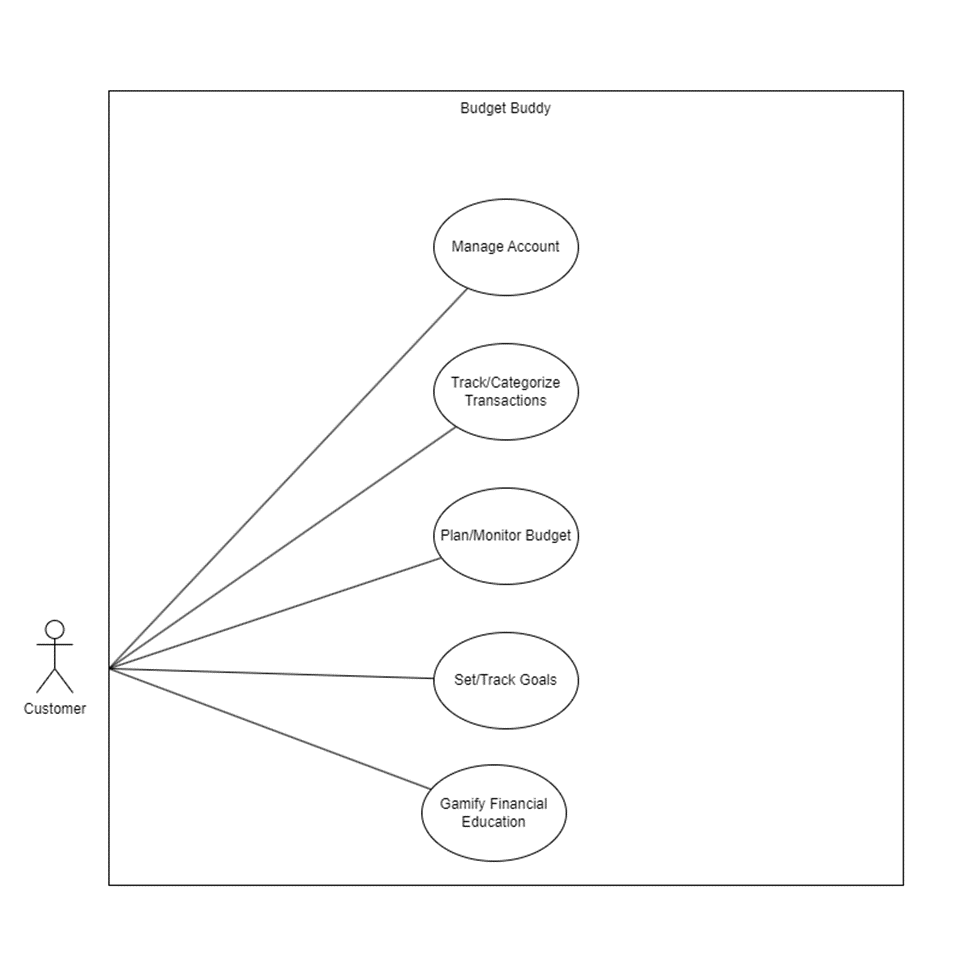 Budget Buddy
Manage Account
Track/Categorize
Transactions
Plan/Monitor Budget
Set/Track Goals
Customer
Gamify Financial
Education